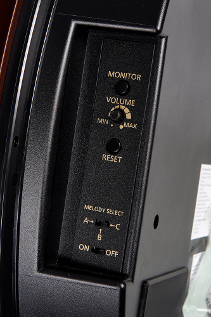 MONITOR
VOLUME
MIN MAX
RESET
MELODY SELECT
A C
B
ON OFF